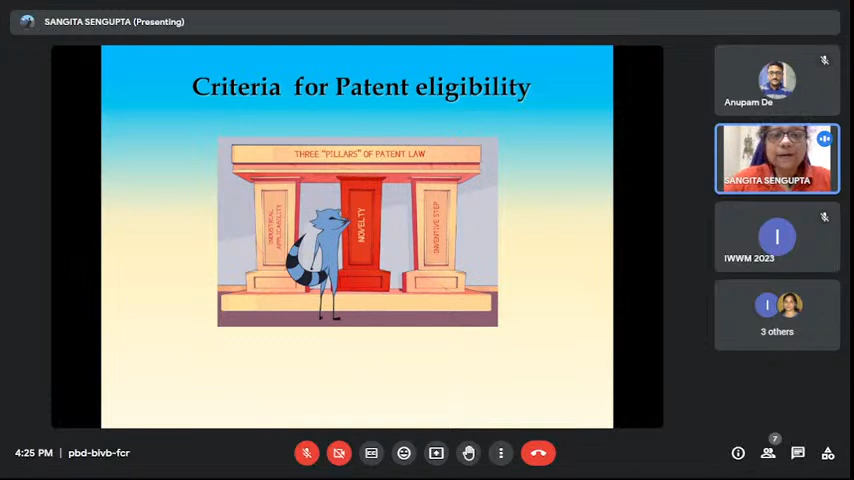 SANGITA SENGUPTA (Presenting)
Criteria for Patent eligibility
THREE "PILLARS" OF PATENT LAW
INDUSTRIAL
APPLICABILITY
NOVELTY
INVENTIVE STEP
Anupam De
SANGITA SENGUPTA
I
IWWM 2023
I
3 others
4:25 PM | pbd-bivb-fcr
7